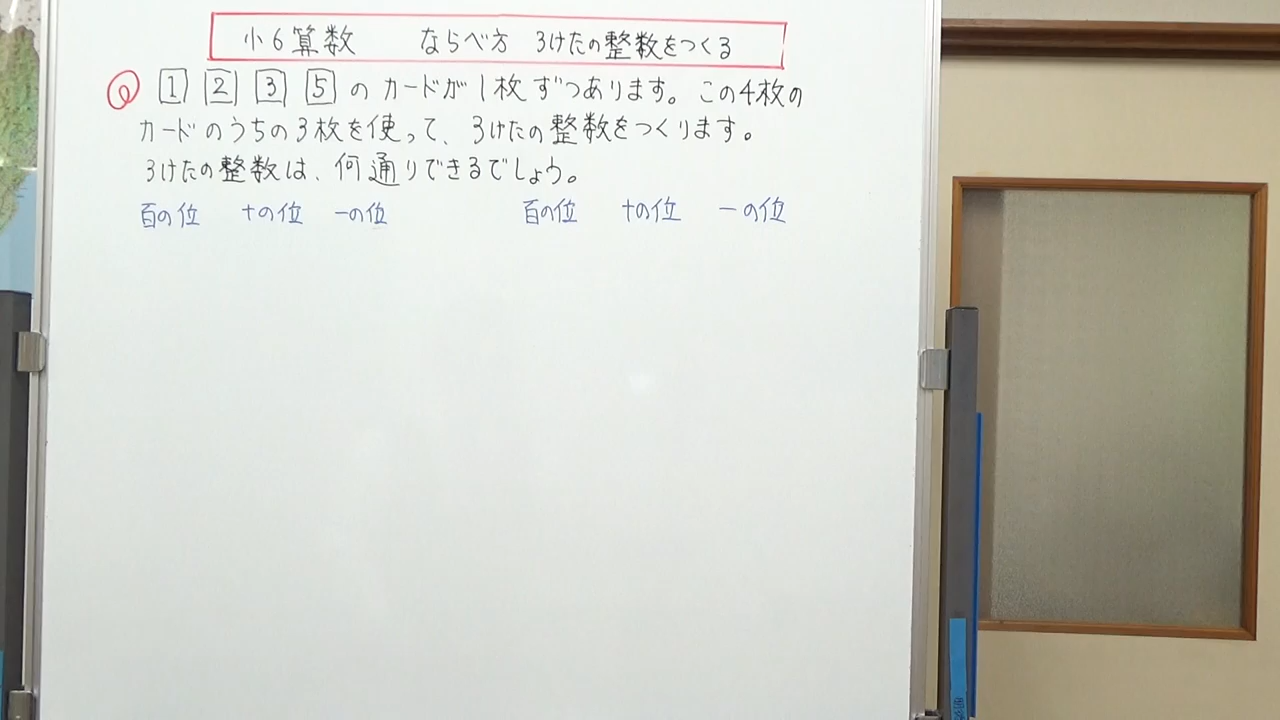 小6算数 ならべ方 3けたの整数をつくる
Q 1 2 3 5 の カードが1枚ずつあります。この4枚の
カードのうちの3枚を使って、3けたの整数をつくります。
3けたの整数は、何通りできるでしょう。
百の位 十の位 一の位 百の位 十の位 一の位